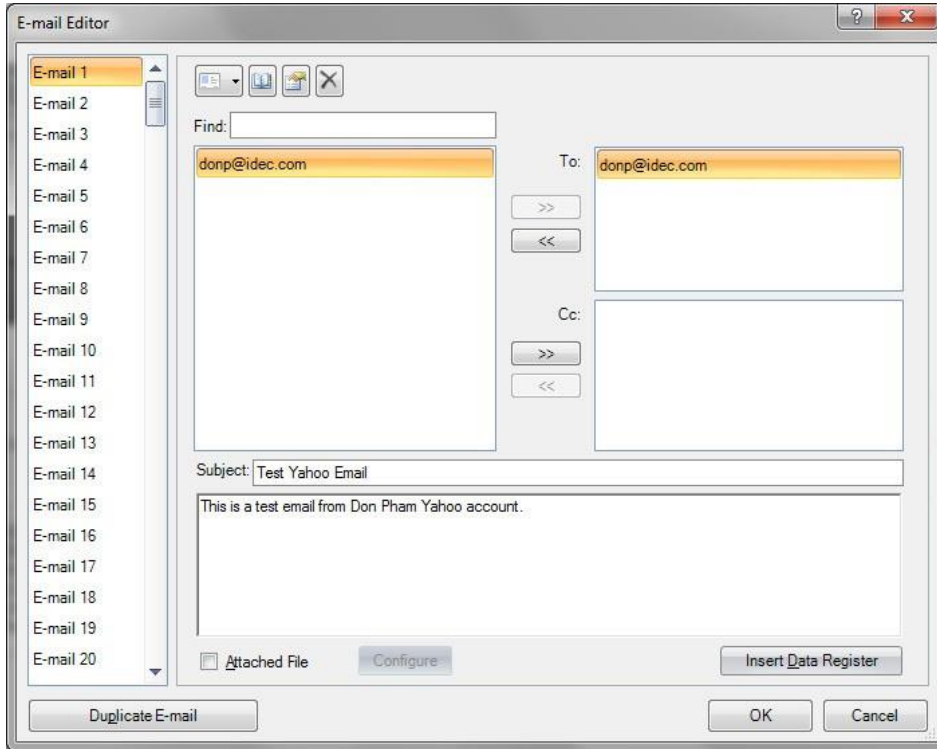 E-mail Editor
E-mail 1
E-mail 2
E-mail 3
E-mail 4
E-mail 5
E-mail 6
E-mail 7
E-mail 8
E-mail 9
E-mail 10
E-mail 11
E-mail 12
E-mail 13
E-mail 14
E-mail 15
E-mail 16
E-mail 17
E-mail 18
E-mail 19
E-mail 20
Find:
donp@idec.com
To:
donp@idec.com
>>
<<
Cc:
>>
<<
Subject: Test Yahoo Email
This is a test email from Don Pham Yahoo account.
Attached File
Configure
Insert Data Register
Duplicate E-mail
OK
Cancel